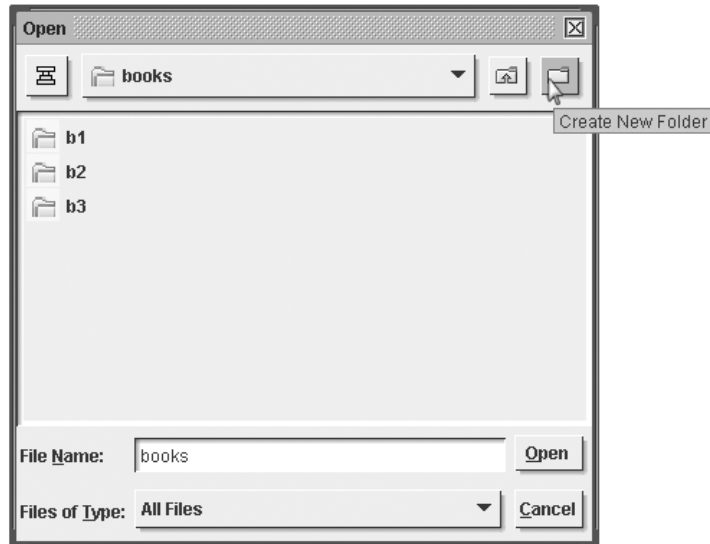 Open
books
Create New Folder
b1
b2
b3
File Name: books Open
Files of Type: All Files Cancel